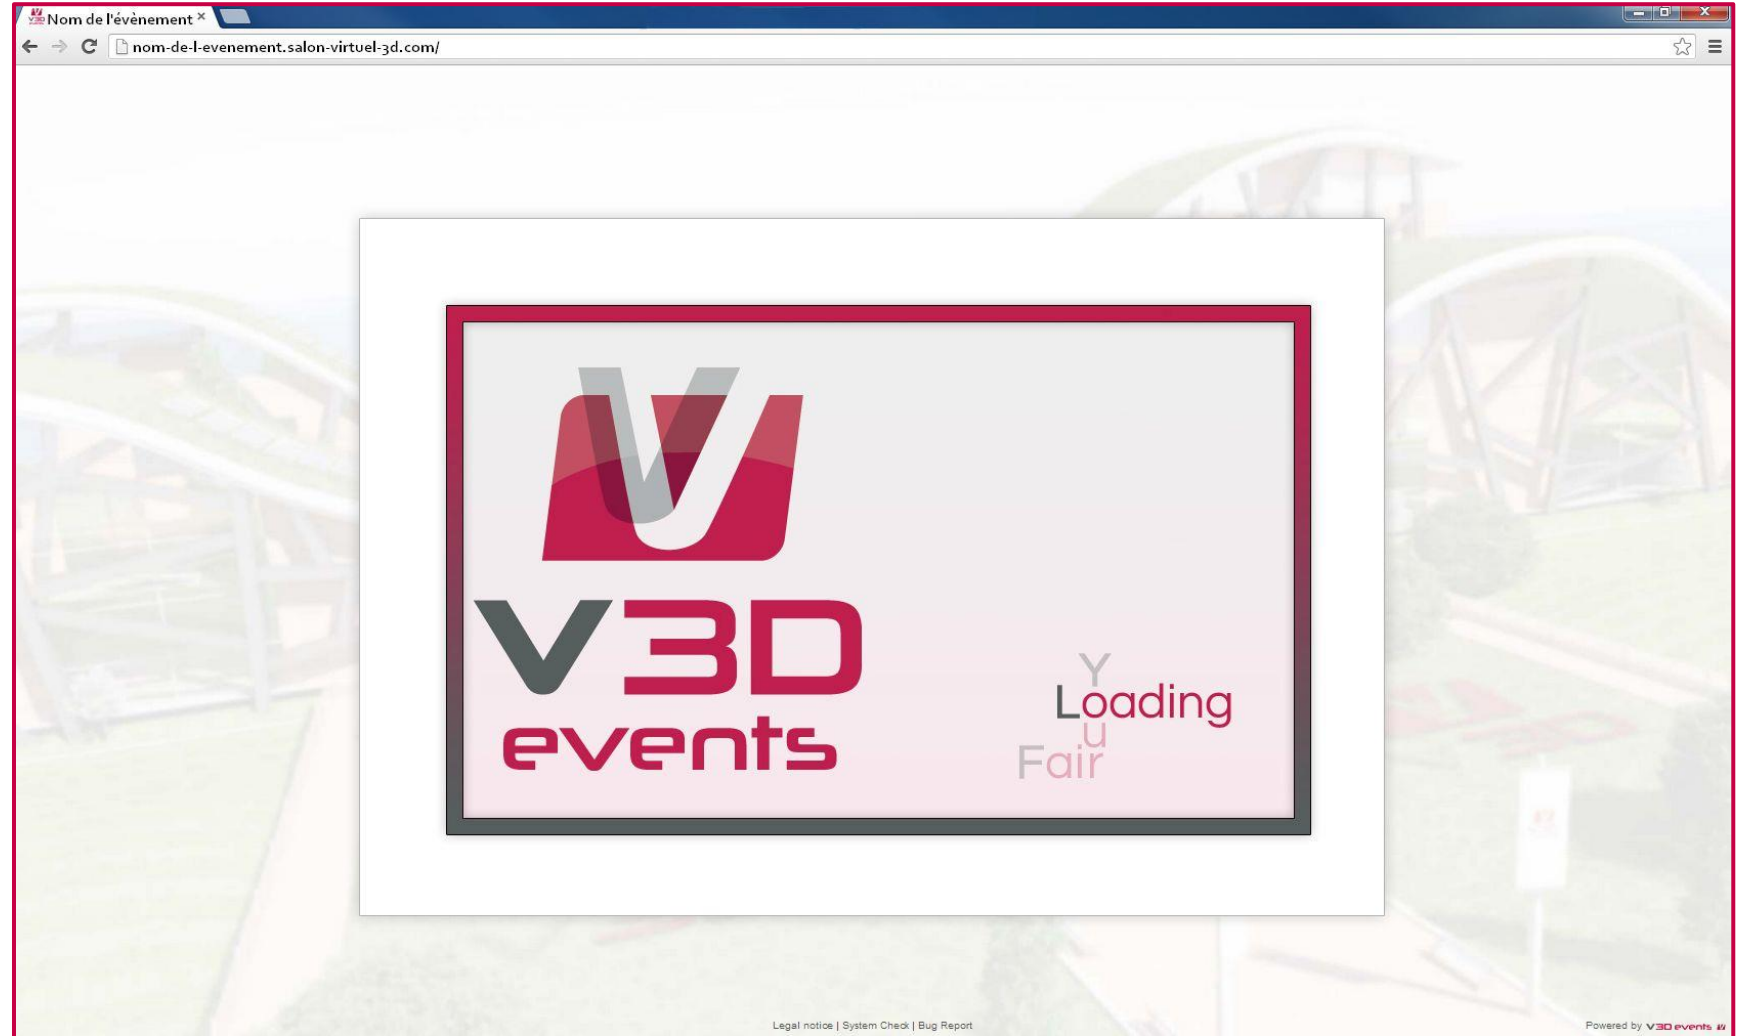 Nom de l'évènement
nom-de-l-evenement.salon-virtuel-3d.com/
V3D
events
Y
Loading
u
Fair
Legal notice | System Check | Bug Report
Powered by V3D events